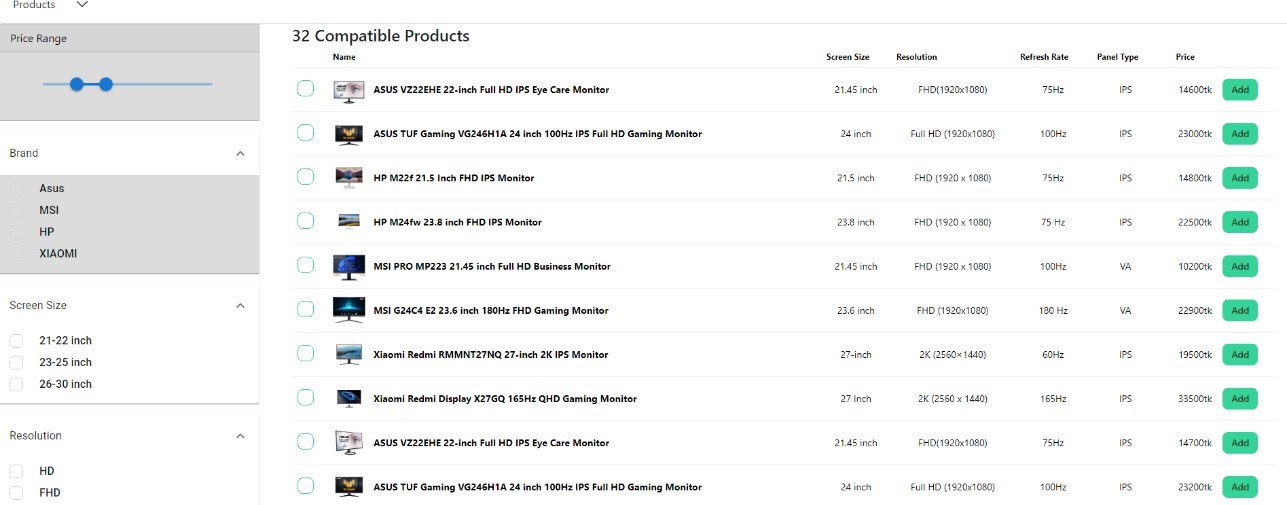 Products
Price Range
Brand
Asus
MSI
HP
XIAOMI
Screen Size
21-22 inch
23-25 inch
26-30 inch
Resolution
HD
FHD
32 Compatible Products
Name Screen Size Resolution Refresh Rate Panel Type Price
ASUS VZ22EHE 22-inch Full HD IPS Eye Care Monitor 21.45 inch FHD(1920x1080) 75Hz IPS 14600tk Add
ASUS TUF Gaming VG246H1A 24 inch 100Hz IPS Full HD Gaming Monitor 24 inch Full HD (1920x1080) 100Hz IPS 23000tk Add
HP M22f 21.5 Inch FHD IPS Monitor 21.5 inch FHD (1920 x 1080) 75Hz IPS 14800tk Add
HP M24fw 23.8 inch FHD IPS Monitor 23.8 inch FHD (1920 x 1080) 75 Hz IPS 22500tk Add
MSI PRO MP223 21.45 inch Full HD Business Monitor 21.45 inch FHD (1920 x 1080) 100Hz VA 10200tk Add
MSI G24C4 E2 23.6 inch 180Hz FHD Gaming Monitor 23.6 inch FHD (1920x1080) 180 Hz VA 22900tk Add
Xiaomi Redmi RMMNT27NQ 27-inch 2K IPS Monitor 27-inch 2K (2560×1440) 60Hz IPS 19500tk Add
Xiaomi Redmi Display X27GQ 165Hz QHD Gaming Monitor 27 Inch 2K (2560 x 1440) 165Hz IPS 33500tk Add
ASUS VZ22EHE 22-inch Full HD IPS Eye Care Monitor 21.45 inch FHD(1920x1080) 75Hz IPS 14700tk Add
ASUS TUF Gaming VG246H1A 24 inch 100Hz IPS Full HD Gaming Monitor 24 inch Full HD (1920x1080) 100Hz IPS 23200tk Add